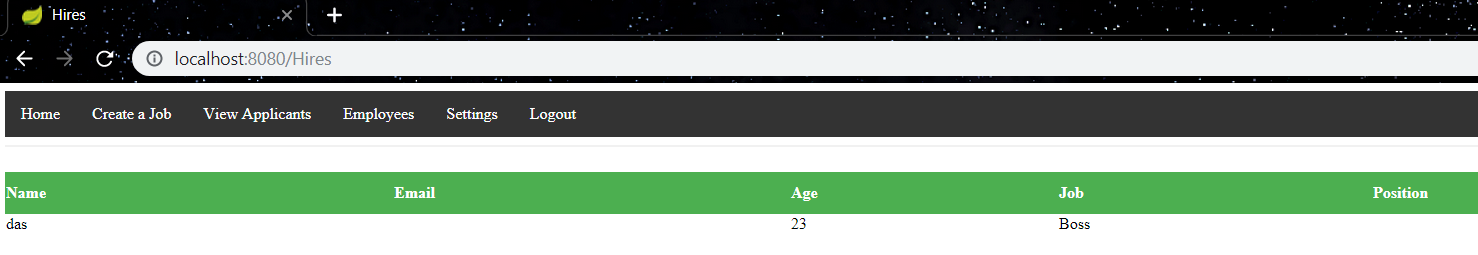 Hires
localhost:8080/Hires
Home Create a Job View Applicants Employees Settings Logout
Name Email Age Job Position
das 23 Boss